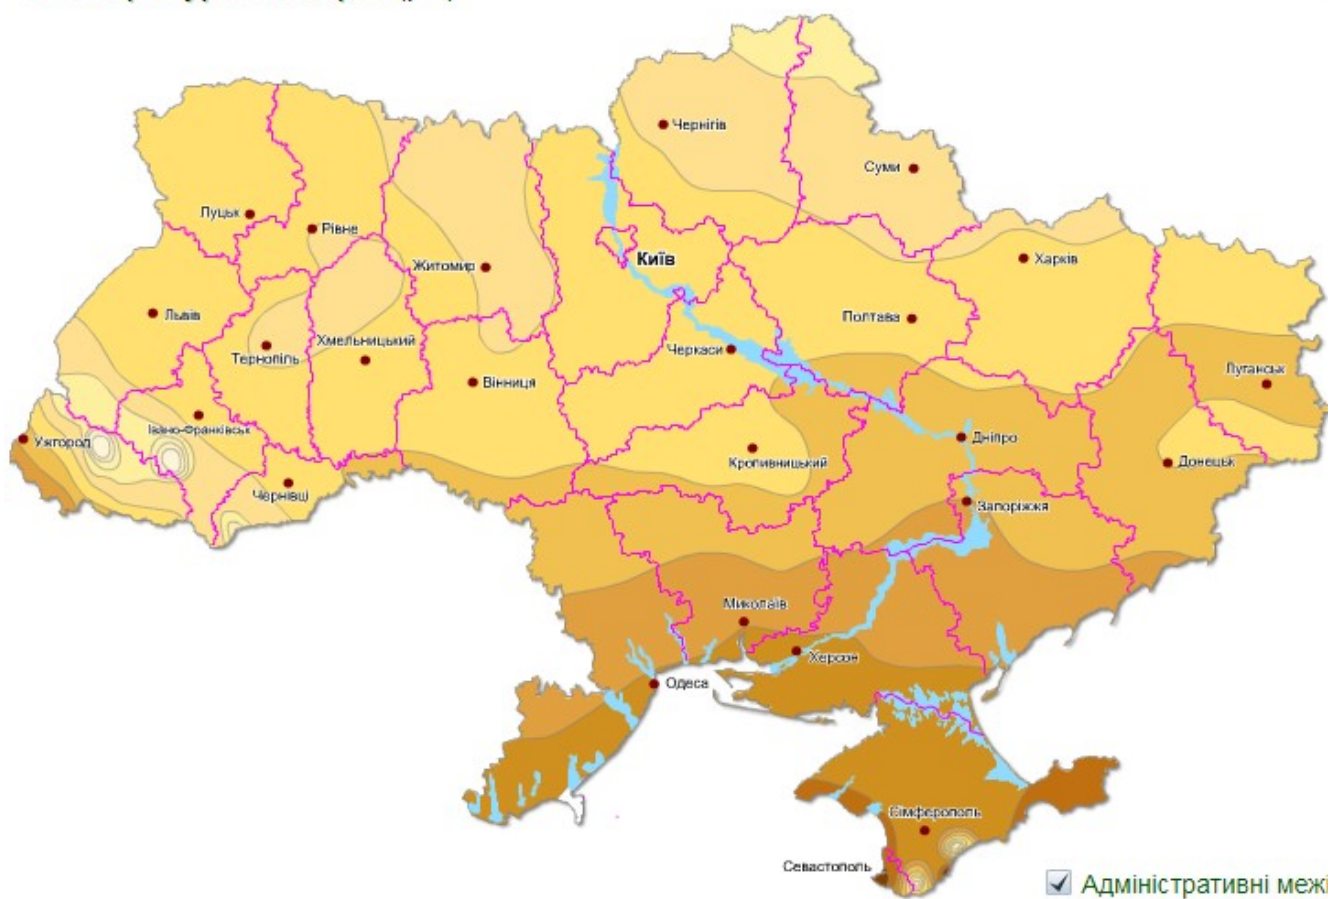 Чернігів
Суми
Луцьк
Рівне
Житомир
Київ
Харків
Львів
Полтава
Тернопіль
Хмельницький
Черкаси
Вінниця
Луганськ
Івано-Франківськ
Ужгород
Дніпро
Кропивницький
Донецьк
Чернівці
Запоріжжя
Миколаїв
Херсон
Одеса
Сімферополь
Севастополь
Адміністративні межі